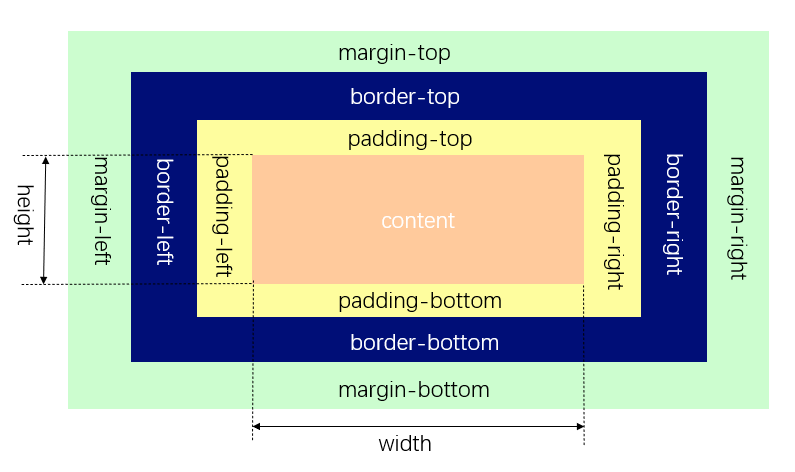 margin-top
border-top
padding-top
height
margin-left
border-left
padding-left
content
padding-right
border-right
margin-right
padding-bottom
border-bottom
margin-bottom
width